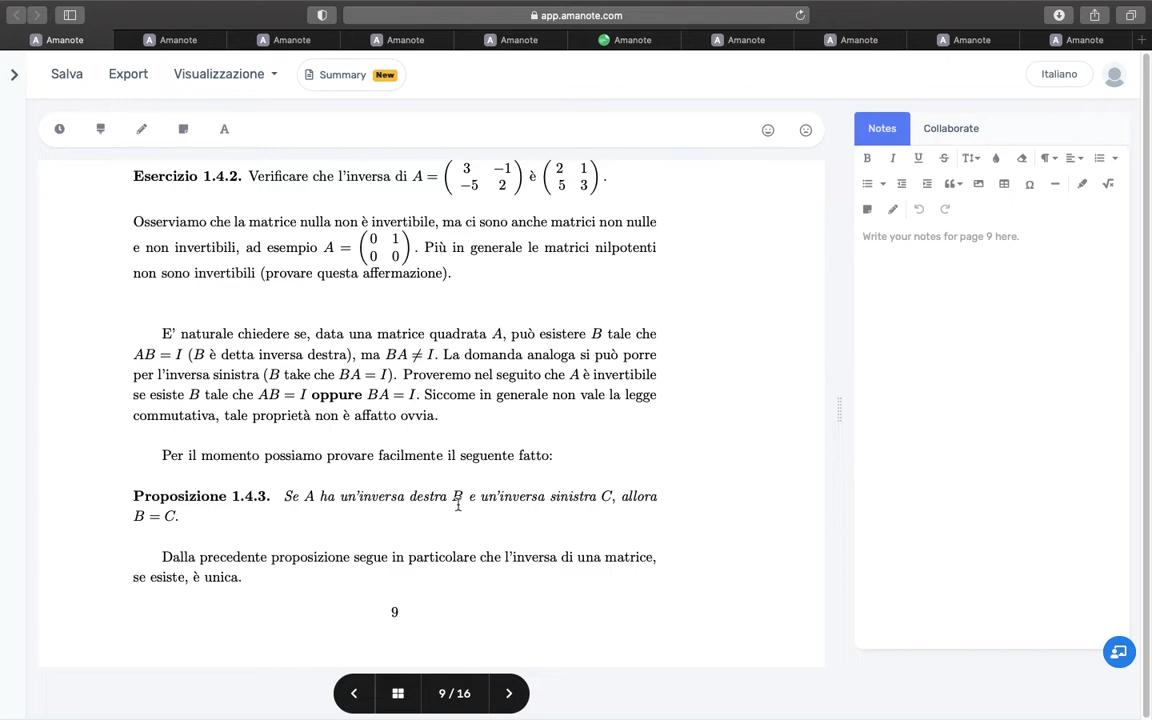 app.amanote.com
Amanote Amanote Amanote Amanote Amanote Amanote Amanote Amanote Amanote Amanote
Salva Export Visualizzazione Summary New Italiano
Notes Collaborate
Write your notes for page 9 here.
Esercizio 1.4.2. Verificare che l'inversa di A = ( 3 −1 −5 2 ) è ( 2 1 5 3 ) .
Osserviamo che la matrice nulla non è invertibile, ma ci sono anche matrici non nulle
e non invertibili, ad esempio A = ( 0 1 0 0 ) . Più in generale le matrici nilpotenti
non sono invertibili (provare questa affermazione).
E' naturale chiedere se, data una matrice quadrata A, può esistere B tale che
AB = I (B è detta inversa destra), ma BA ≠ I. La domanda analoga si può porre
per l'inversa sinistra (B take che BA = I). Proveremo nel seguito che A è invertibile
se esiste B tale che AB = I oppure BA = I. Siccome in generale non vale la legge
commutativa, tale proprietà non è affatto ovvia.
Per il momento possiamo provare facilmente il seguente fatto:
Proposizione 1.4.3. Se A ha un'inversa destra B e un'inversa sinistra C, allora
B = C.
Dalla precedente proposizione segue in particolare che l'inversa di una matrice,
se esiste, è unica.
9
9 / 16